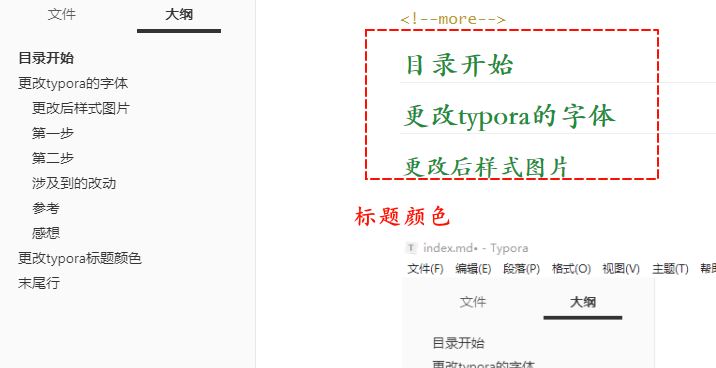 文件 大纲
目录开始
更改typora的字体
更改后样式图片
第一步
第二步
涉及到的改动
参考
感想
更改typora标题颜色
末尾行
<!--more-->
目录开始
更改typora的字体
更改后样式图片
标题颜色
T index.md• - Typora
文件(F) 编辑(E) 段落(P) 格式(O) 视图(V) 主题(T) 帮
文件 大纲
目录开始
更改typora的字体